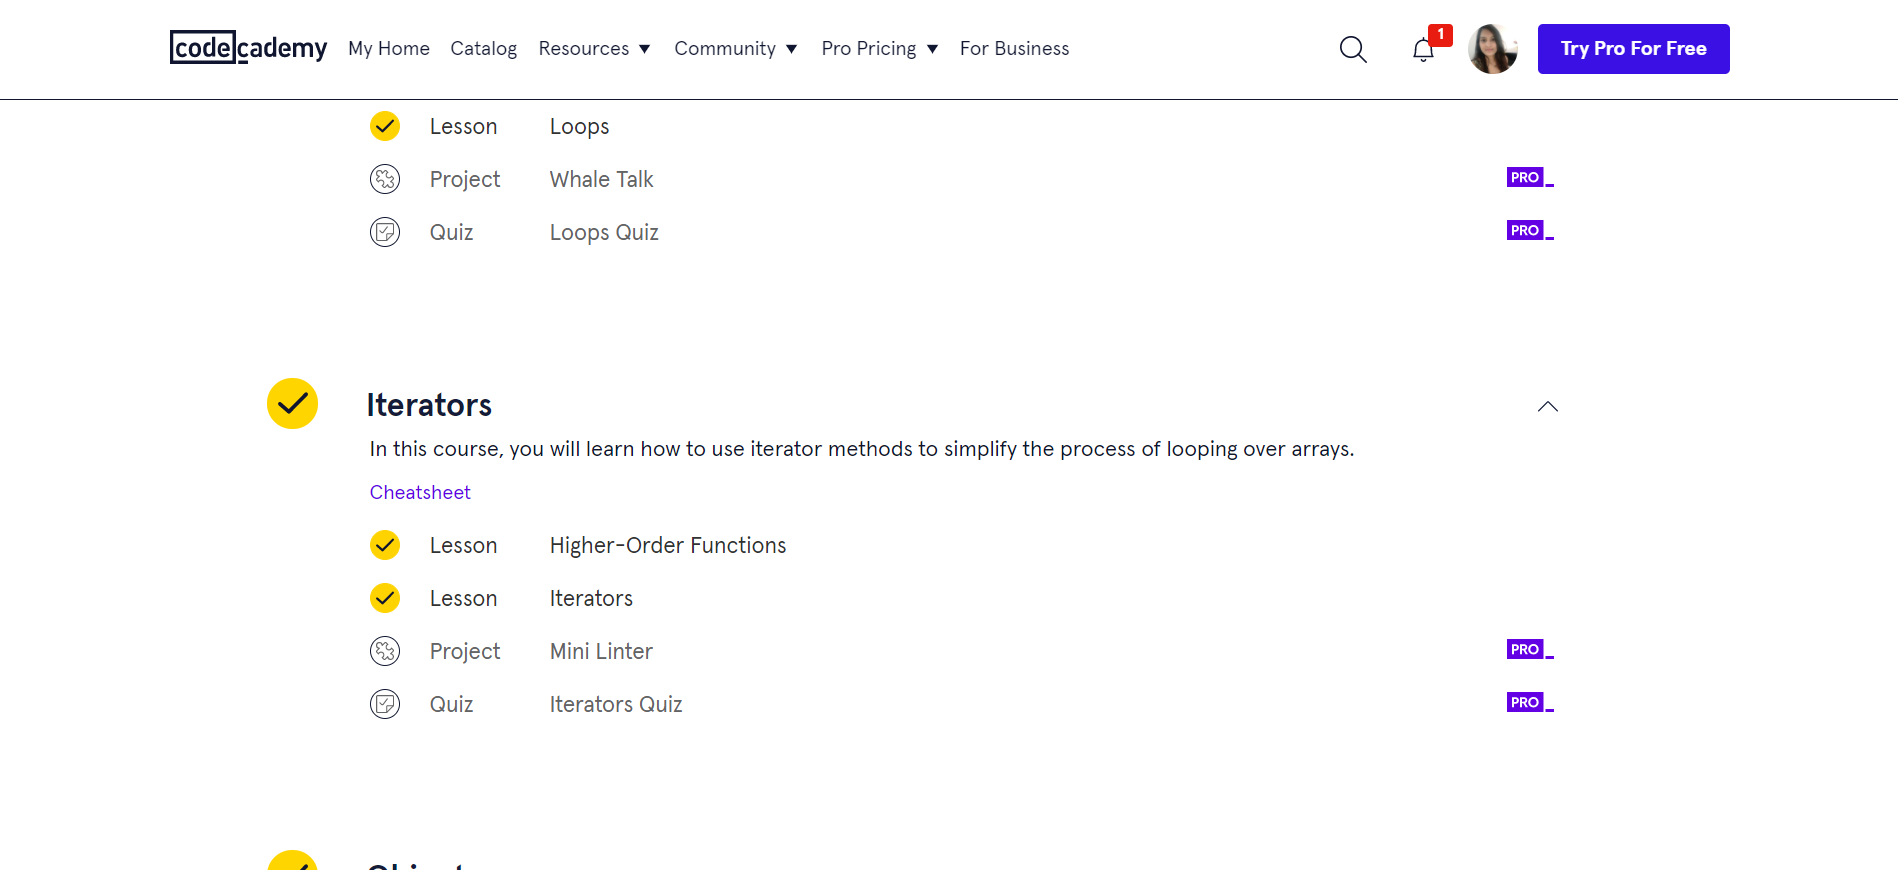 codecademy My Home Catalog Resources Community Pro Pricing For Business 1 Try Pro For Free
Lesson Loops
Project Whale Talk PRO
Quiz Loops Quiz PRO
Iterators
In this course, you will learn how to use iterator methods to simplify the process of looping over arrays.
Cheatsheet
Lesson Higher-Order Functions
Lesson Iterators
Project Mini Linter PRO
Quiz Iterators Quiz PRO